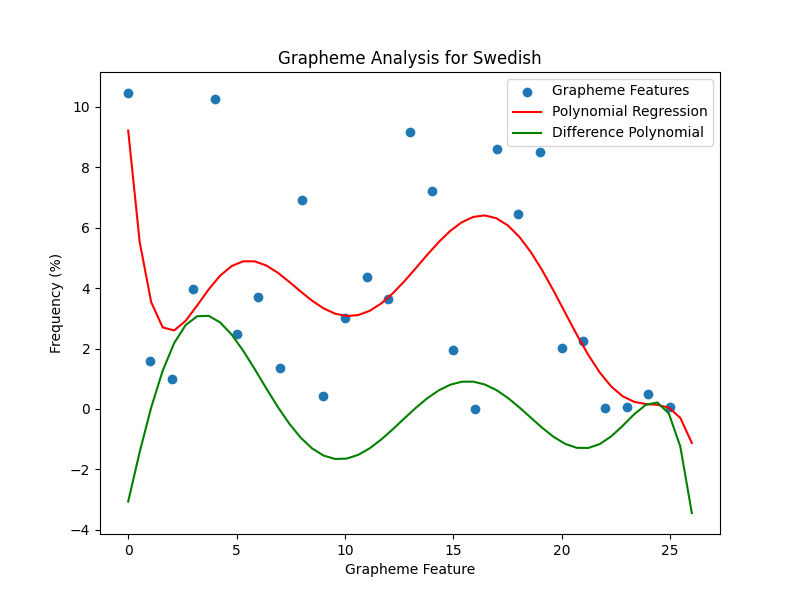 Grapheme Analysis for Swedish
Grapheme Features
Polynomial Regression
Difference Polynomial
Frequency (%)
10
8
6
4
2
0
−2
−4
0 5 10 15 20 25
Grapheme Feature